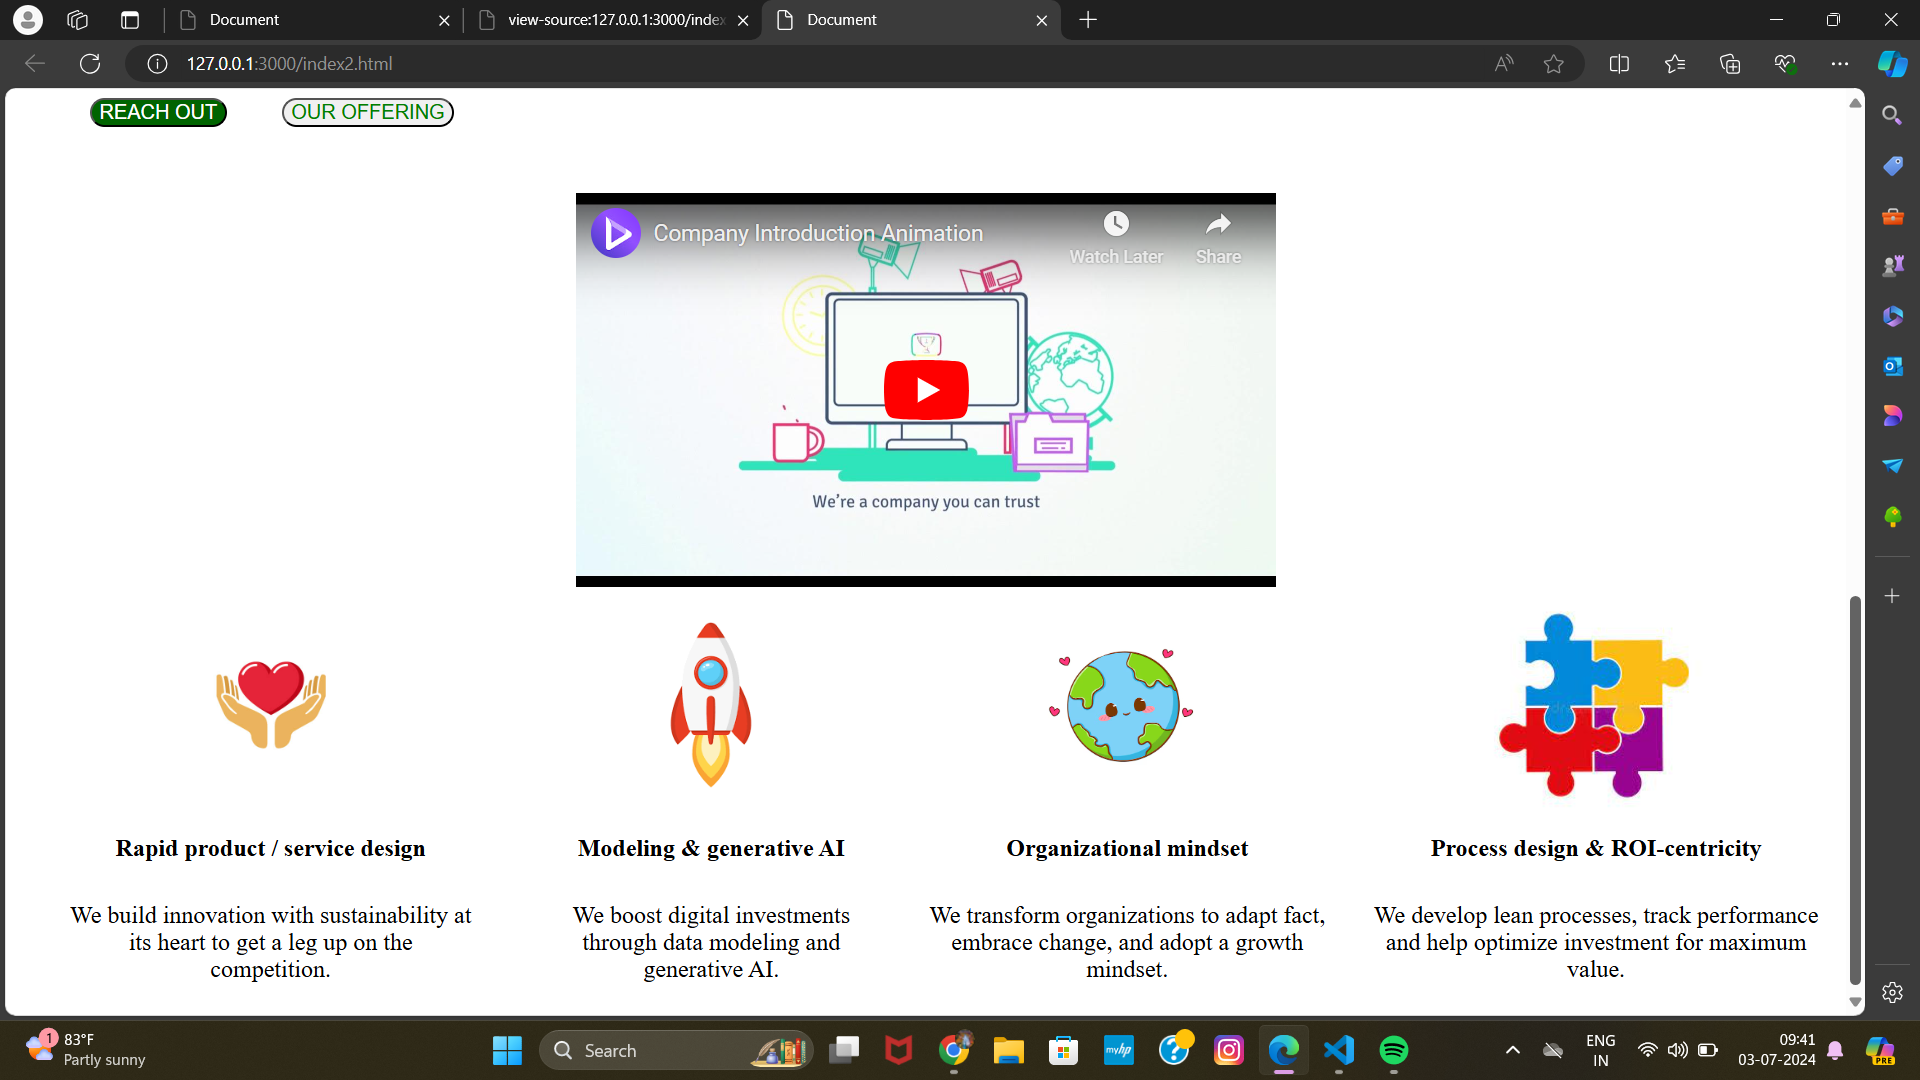 Document
view-source:127.0.0.1:3000/index
Document
127.0.0.1:3000/index2.html
REACH OUT
OUR OFFERING
Company Introduction Animation
Watch Later
Share
We're a company you can trust
Rapid product / service design
Modeling & generative AI
Organizational mindset
Process design & ROI-centricity
We build innovation with sustainability at
its heart to get a leg up on the
competition.
We boost digital investments
through data modeling and
generative AI.
We transform organizations to adapt fact,
embrace change, and adopt a growth
mindset.
We develop lean processes, track performance
and help optimize investment for maximum
value.
1
83°F
Partly sunny
Search
myhp
ENG
IN
09:41
03-07-2024
PRE